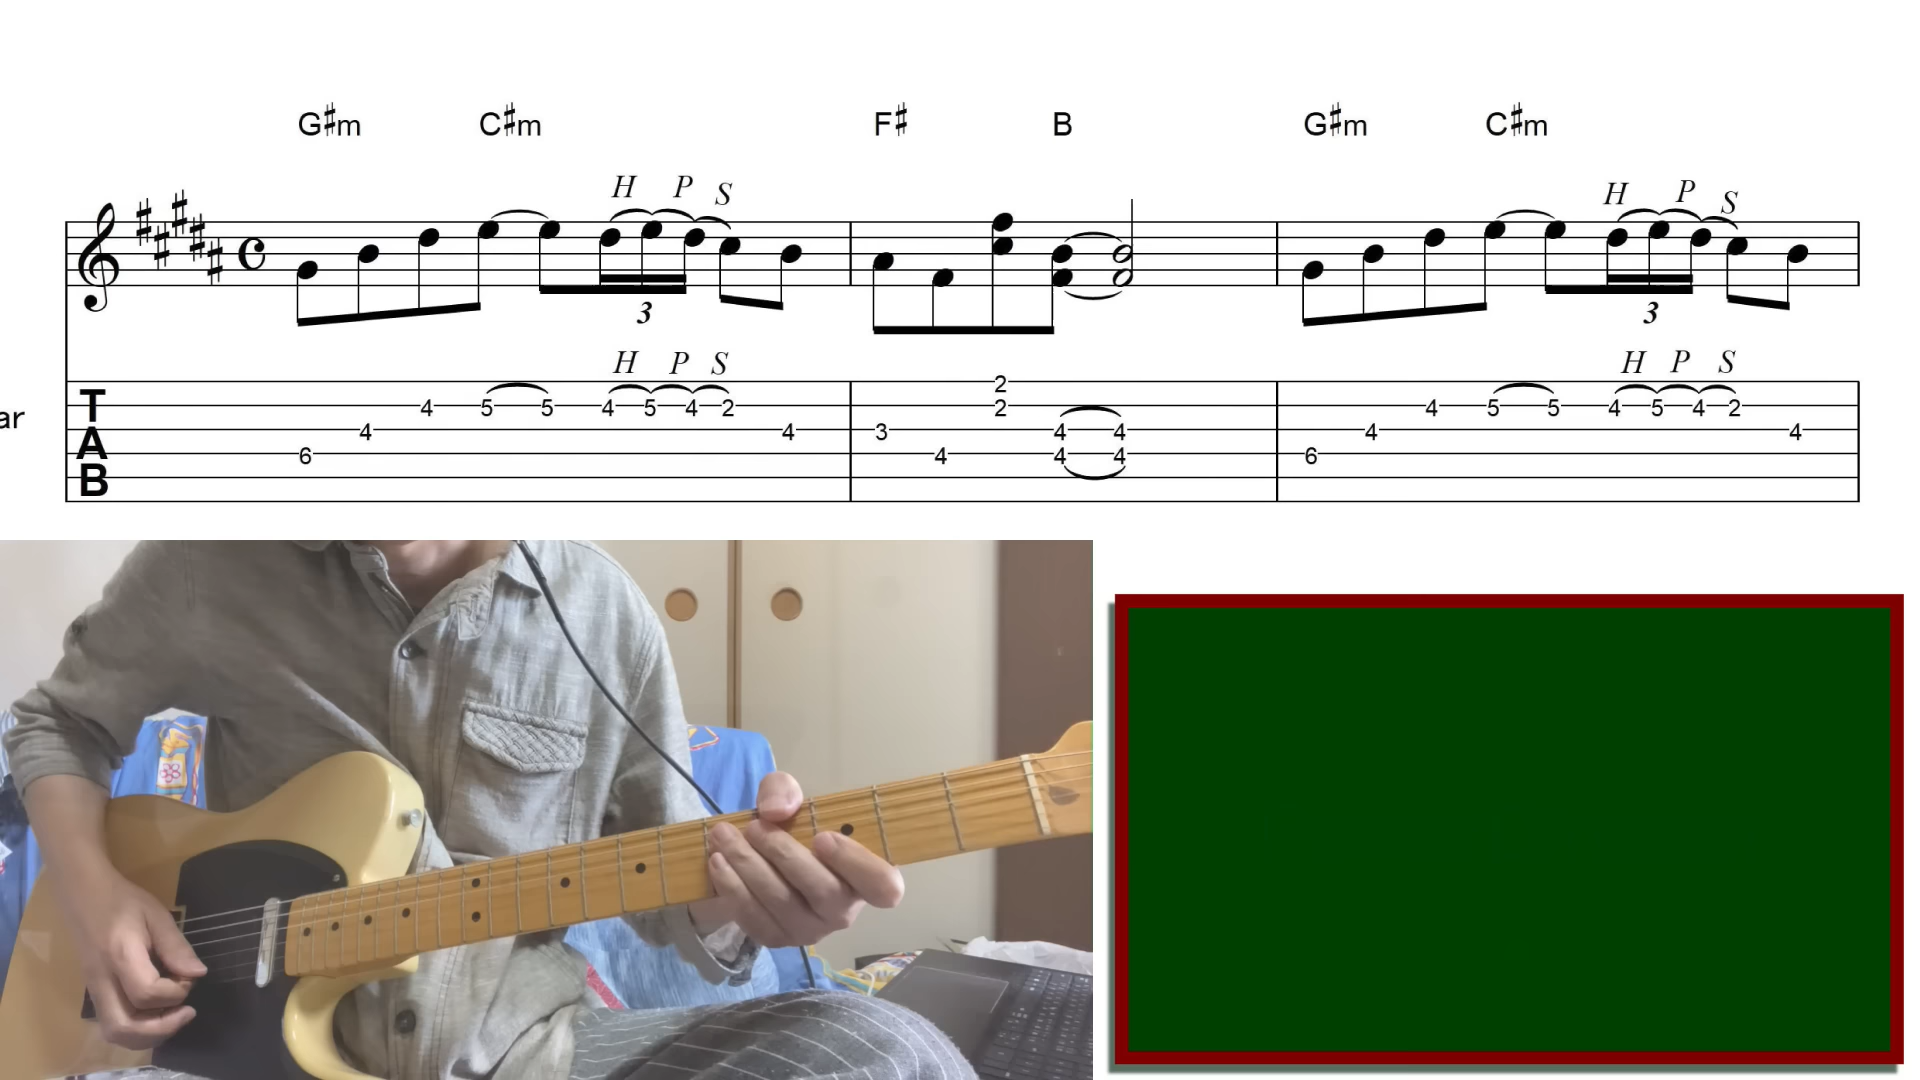 G♯m C♯m F♯ B G♯m C♯m
H P S H P S
3 3
H P S H P S
2
T 4 5 5 4 5 4 2 2 4 5 5 4 5 4 2
A 4 4 3 4 4 4 4
B 6 4 4 4 6
ar